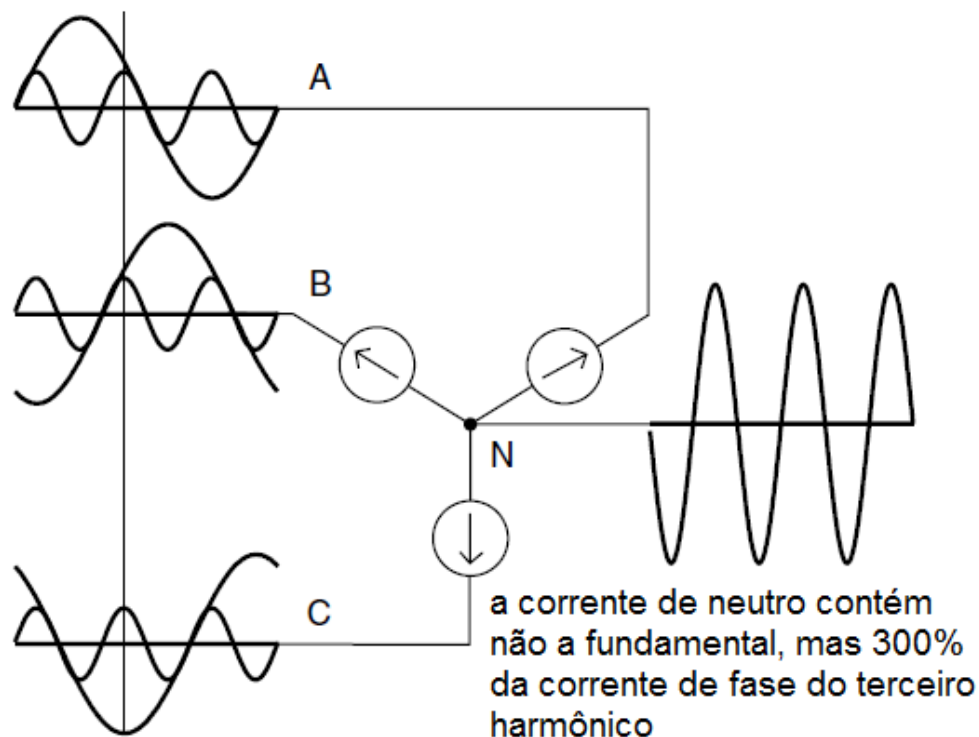 A
B
N
C
a corrente de neutro contém
não a fundamental, mas 300%
da corrente de fase do terceiro
harmônico